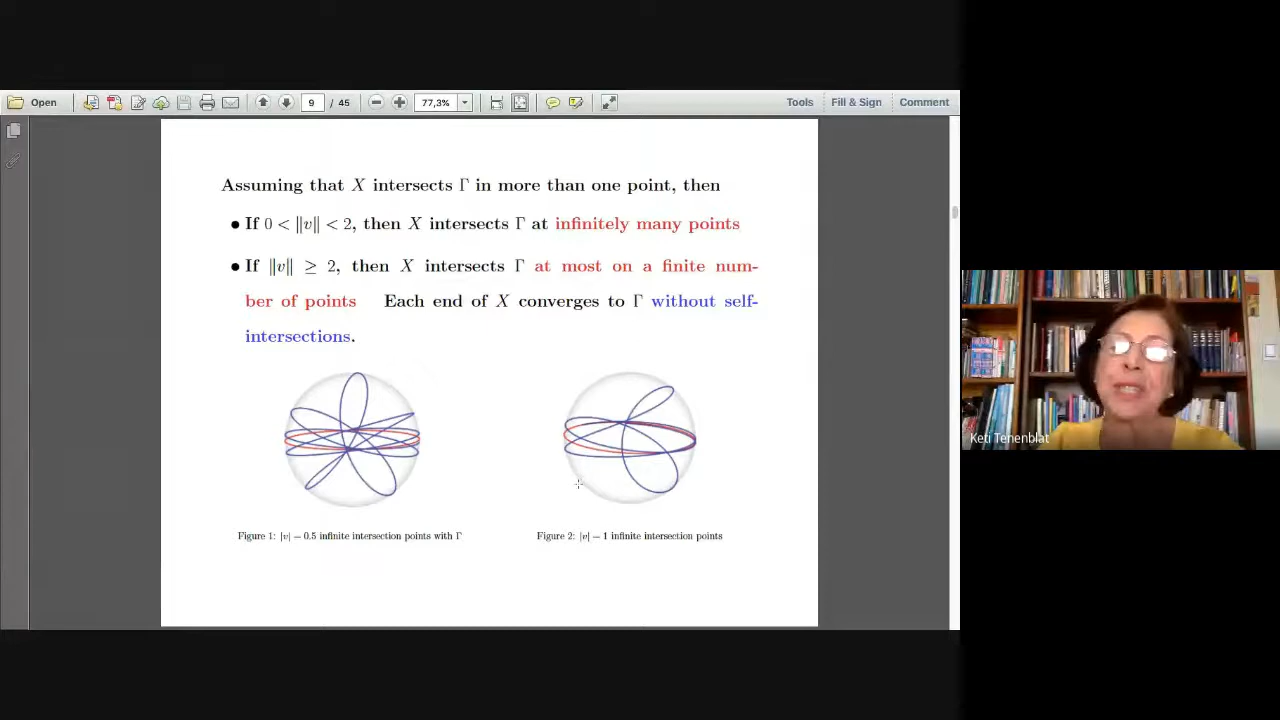 Open
9 / 45
77,3%
Tools
Fill & Sign
Comment
Assuming that X intersects Γ in more than one point, then
• If 0 < ‖v‖ < 2, then X intersects Γ at infinitely many points
• If ‖v‖ ≥ 2, then X intersects Γ at most on a finite num-
ber of points Each end of X converges to Γ without self-
intersections.
Figure 1: |v| = 0.5 infinite intersection points with Γ
Figure 2: |v| = 1 infinite intersection points
Keti Tenenblat